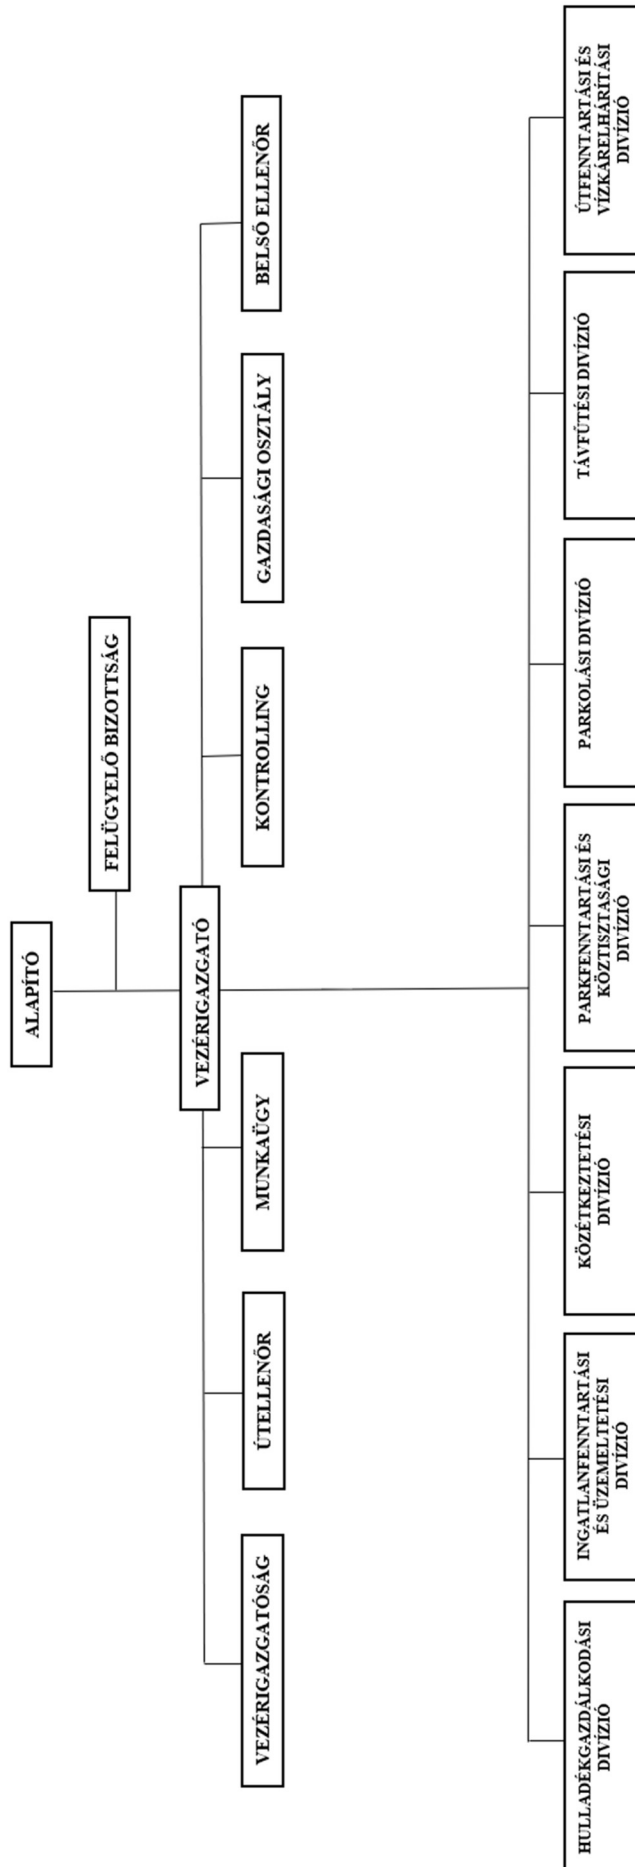 ALAPÍTÓ
FELÜGYELŐ BIZOTTSÁG
VEZÉRIGAZGATÓ
VEZÉRIGAZGATÓSÁG
ÚTELLENŐR
MUNKAÜGY
KONTROLLING
GAZDASÁGI OSZTÁLY
BELSŐ ELLENŐR
HULLADÉKGAZDÁLKODÁSI
DIVÍZIÓ
INGATLANFENNTARTÁSI
ÉS ÜZEMELTETÉSI
DIVÍZIÓ
KÖZÉTKEZTETÉSI
DIVÍZIÓ
PARKFENNTARTÁSI ÉS
KÖZTISZTASÁGI
DIVÍZIÓ
PARKOLÁSI DIVÍZIÓ
TÁVFŰTÉSI DIVÍZIÓ
ÚTFENNTARTÁSI ÉS
VÍZKÁRELHÁRÍTÁSI
DIVÍZIÓ